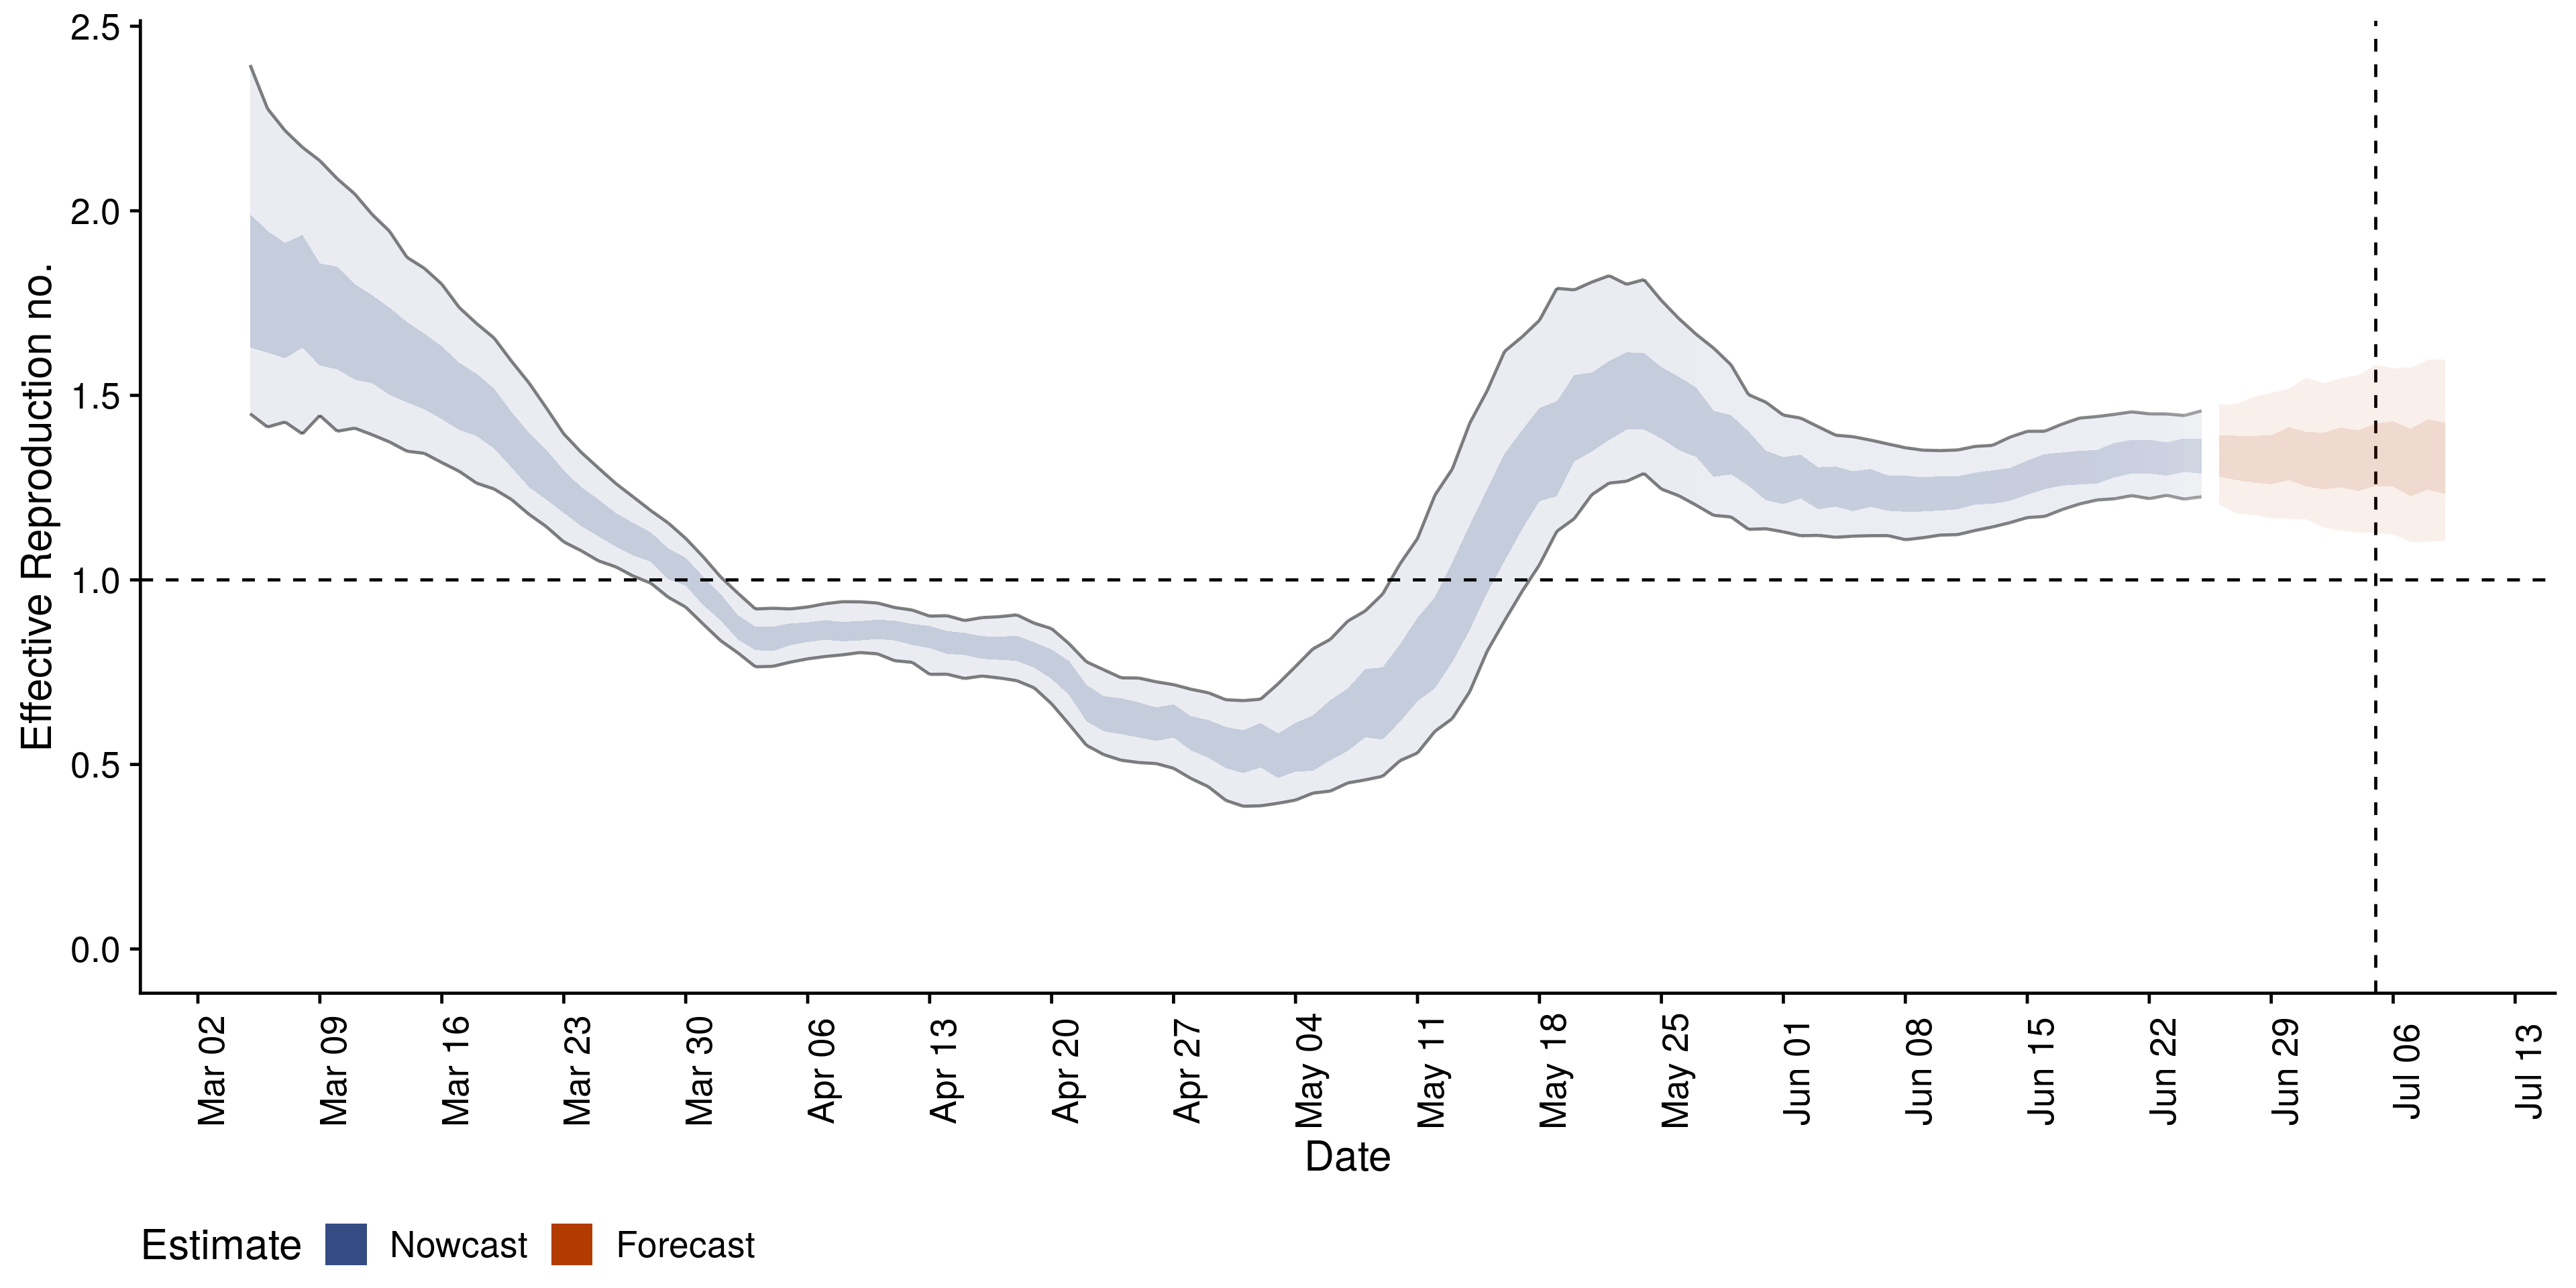 Effective Reproduction no.
2.5
2.0
1.5
1.0
0.5
0.0
Mar 02
Mar 09
Mar 16
Mar 23
Mar 30
Apr 06
Apr 13
Apr 20
Apr 27
May 04
May 11
May 18
May 25
Jun 01
Jun 08
Jun 15
Jun 22
Jun 29
Jul 06
Jul 13
Date
Estimate Nowcast Forecast